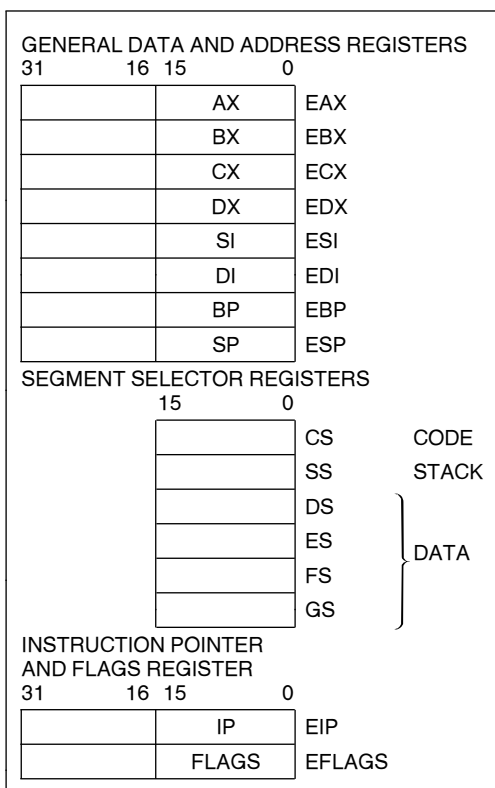 GENERAL DATA AND ADDRESS REGISTERS
31 16 15 0
AX EAX
BX EBX
CX ECX
DX EDX
SI ESI
DI EDI
BP EBP
SP ESP
SEGMENT SELECTOR REGISTERS
15 0
CS CODE
SS STACK
DS
ES
DATA
FS
GS
INSTRUCTION POINTER
AND FLAGS REGISTER
31 16 15 0
IP EIP
FLAGS EFLAGS